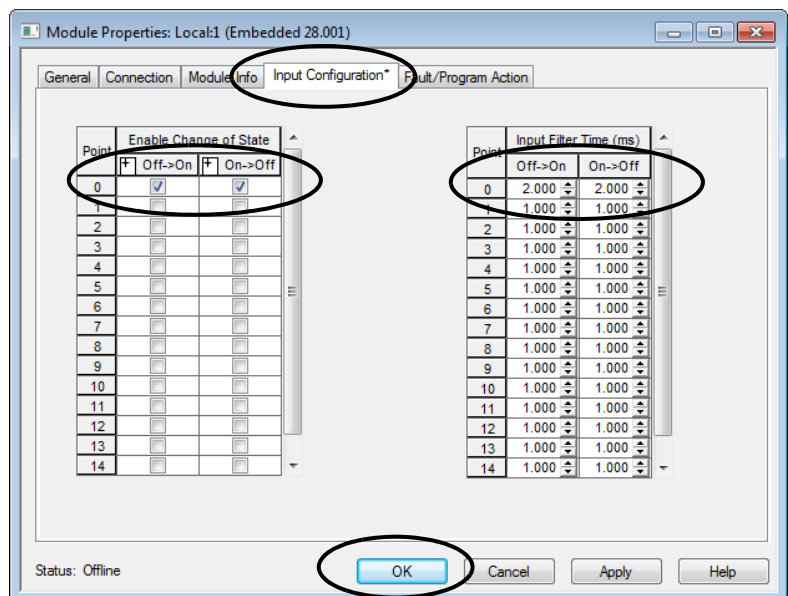 Module Properties: Local:1 (Embedded 28.001)
General Connection Module Info Input Configuration* Fault/Program Action
Point Enable Change of State
Off->On On->Off
0
1
2
3
4
5
6
7
8
9
10
11
12
13
14
Point Input Filter Time (ms)
Off->On On->Off
0 2.000 2.000
1 1.000 1.000
2 1.000 1.000
3 1.000 1.000
4 1.000 1.000
5 1.000 1.000
6 1.000 1.000
7 1.000 1.000
8 1.000 1.000
9 1.000 1.000
10 1.000 1.000
11 1.000 1.000
12 1.000 1.000
13 1.000 1.000
14 1.000 1.000
Status: Offline
OK Cancel Apply Help